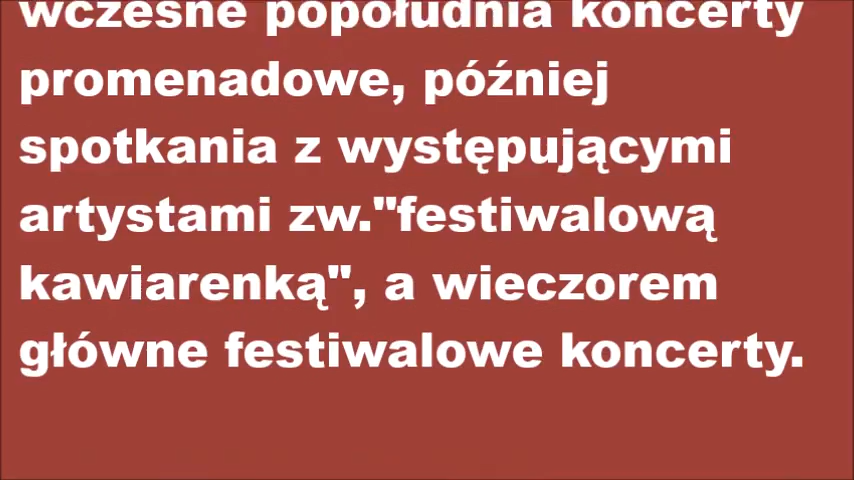 wczesne popołudnia koncerty
promenadowe, później
spotkania z występującymi
artystami zw."festiwalową
kawiarenką", a wieczorem
główne festiwalowe koncerty.